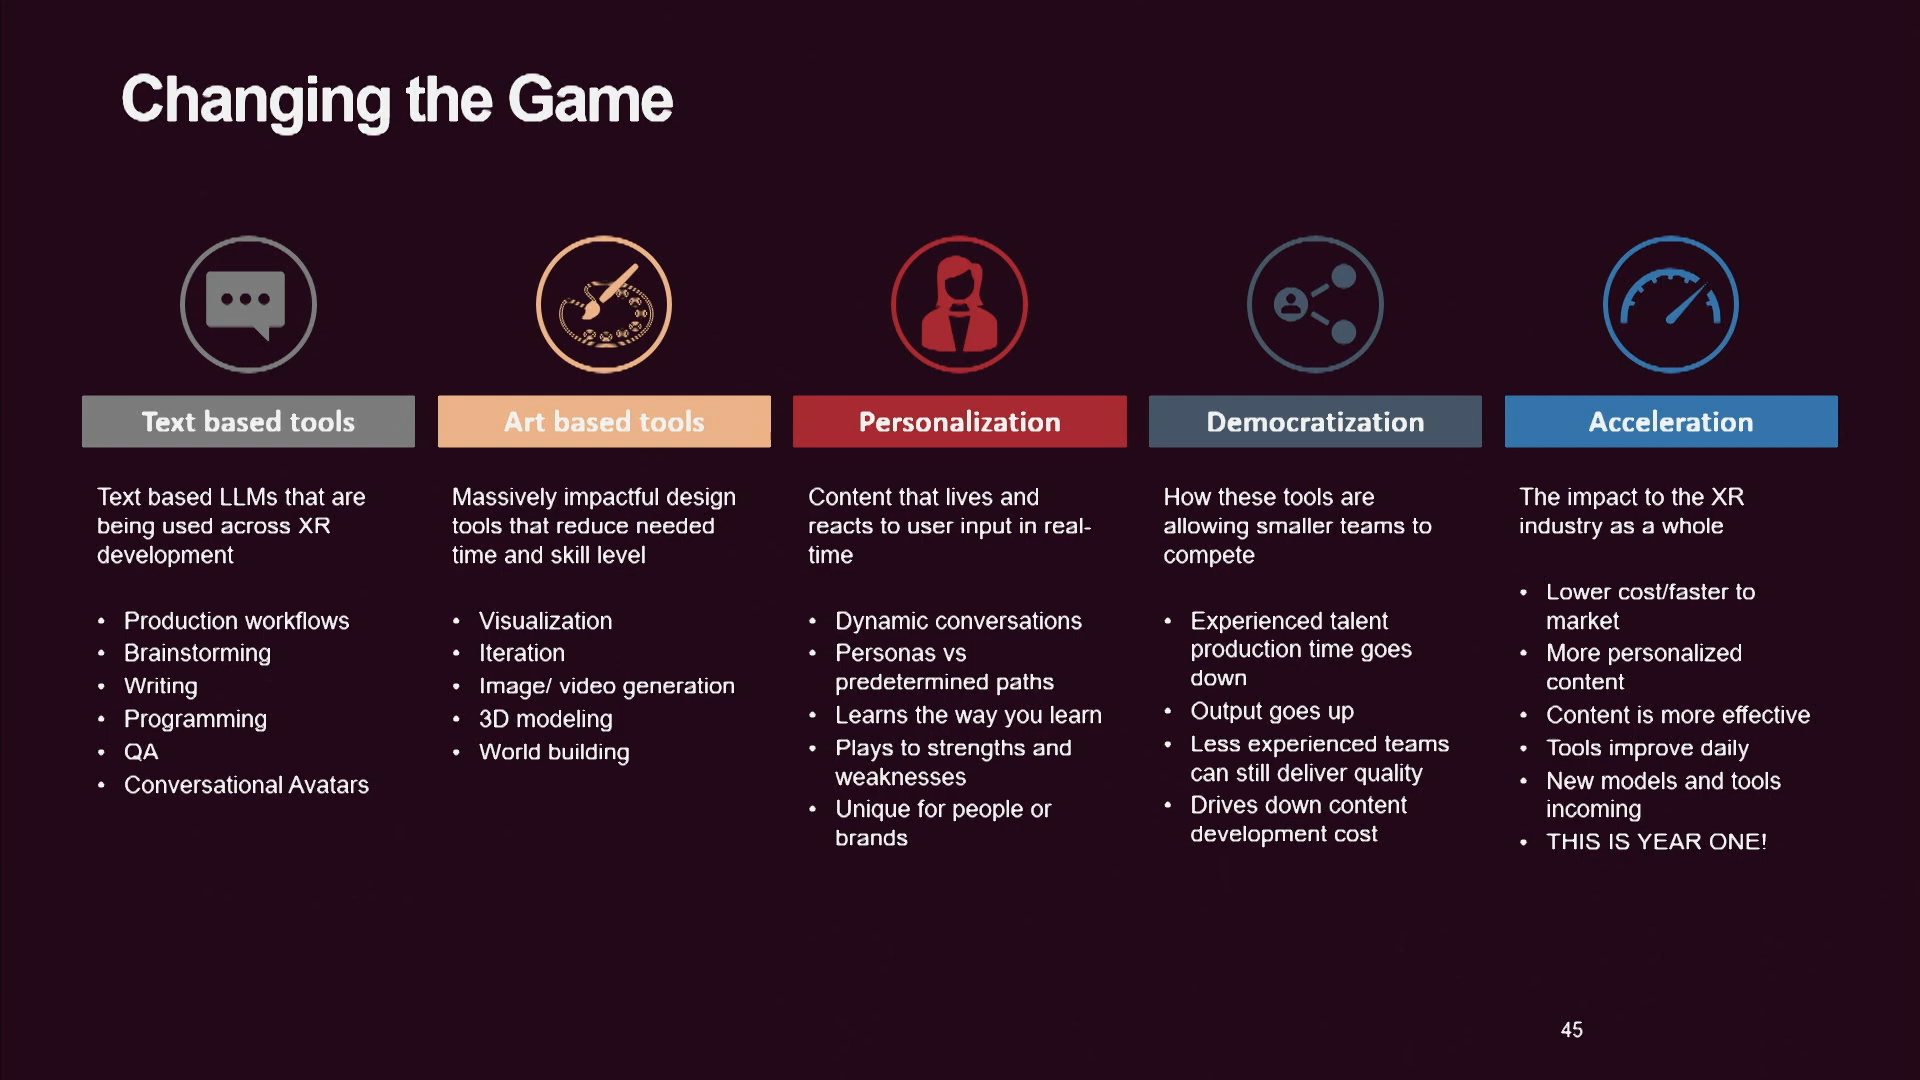 Changing the Game
Text based tools
Text based LLMs that are
being used across XR
development
• Production workflows
• Brainstorming
• Writing
• Programming
• QA
• Conversational Avatars
Art based tools
Massively impactful design
tools that reduce needed
time and skill level
• Visualization
• Iteration
• Image/ video generation
• 3D modeling
• World building
Personalization
Content that lives and
reacts to user input in real-
time
• Dynamic conversations
• Personas vs
predetermined paths
• Learns the way you learn
• Plays to strengths and
weaknesses
• Unique for people or
brands
Democratization
How these tools are
allowing smaller teams to
compete
• Experienced talent
production time goes
down
• Output goes up
• Less experienced teams
can still deliver quality
• Drives down content
development cost
Acceleration
The impact to the XR
industry as a whole
• Lower cost/faster to
market
• More personalized
content
• Content is more effective
• Tools improve daily
• New models and tools
incoming
• THIS IS YEAR ONE!
45